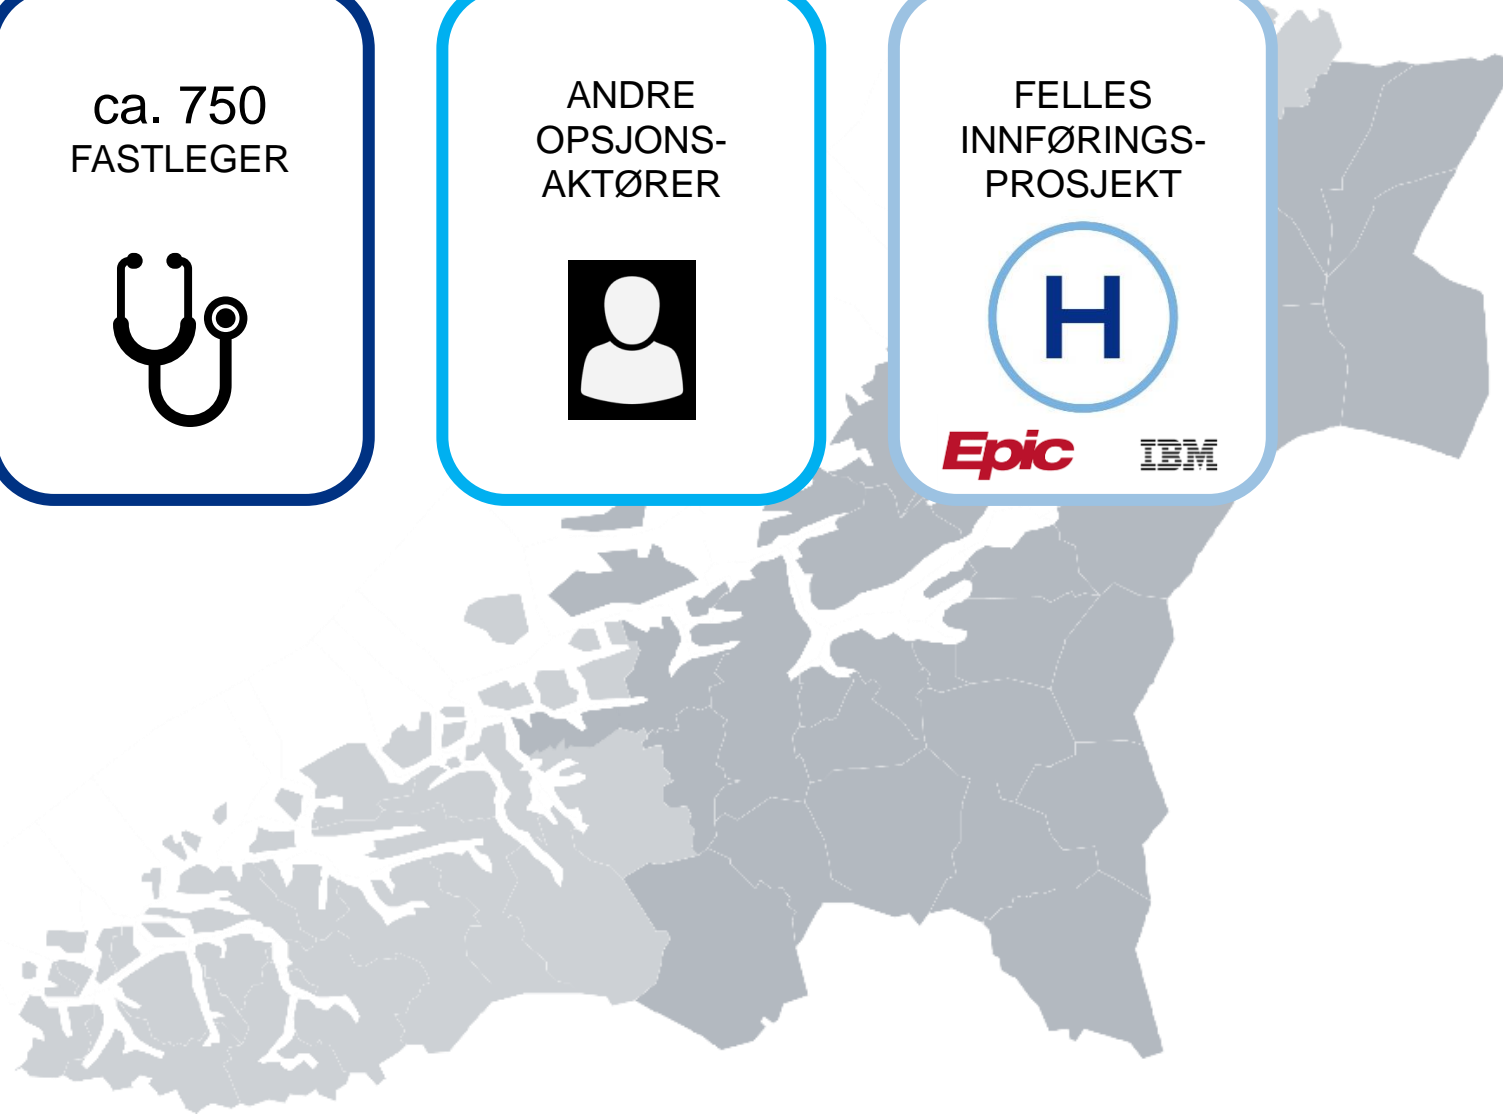 ca. 750
FASTLEGER
ANDRE
OPSJONS-
AKTØRER
FELLES
INNFØRINGS-
PROSJEKT
H
Epic IBM